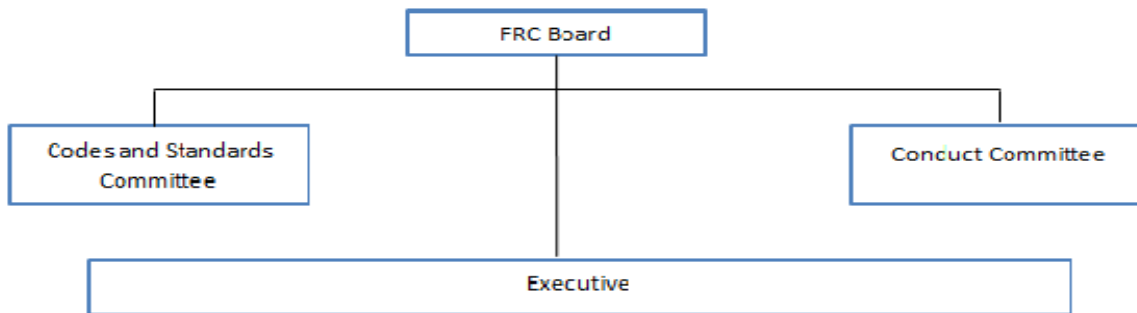 FRC Board
Codes and Standards
Committee
Conduct Committee
Executive